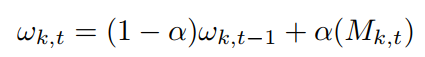 ω_{k,t} = (1 − α)ω_{k,t−1} + α(M_{k,t})